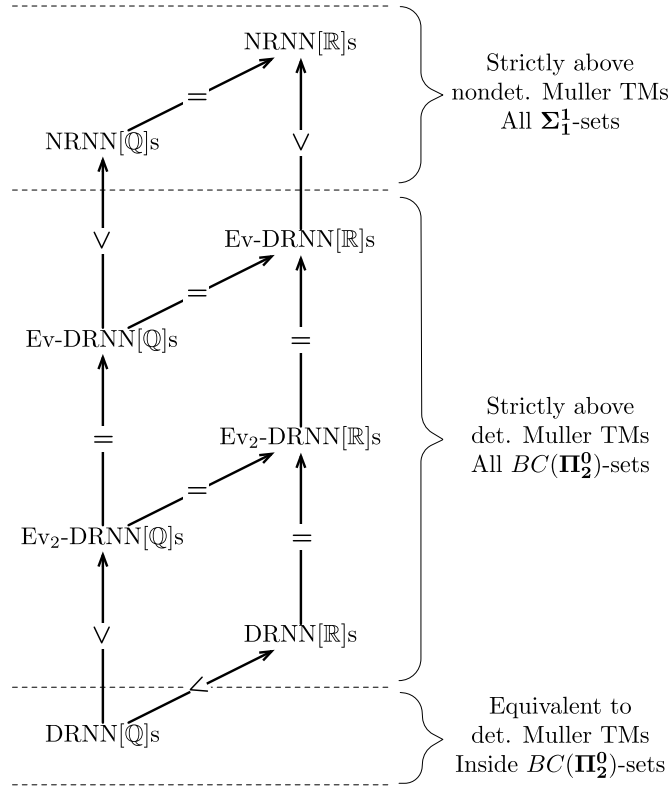 NRNN[ℝ]s
Strictly above
nondet. Muller TMs
All Σ¹₁-sets
=
NRNN[ℚ]s
∨
∨
Ev-DRNN[ℝ]s
=
Ev-DRNN[ℚ]s
=
Strictly above
det. Muller TMs
All BC(Π⁰₂)-sets
=
Ev₂-DRNN[ℝ]s
=
Ev₂-DRNN[ℚ]s
=
∨
DRNN[ℝ]s
<
DRNN[ℚ]s
Equivalent to
det. Muller TMs
Inside BC(Π⁰₂)-sets